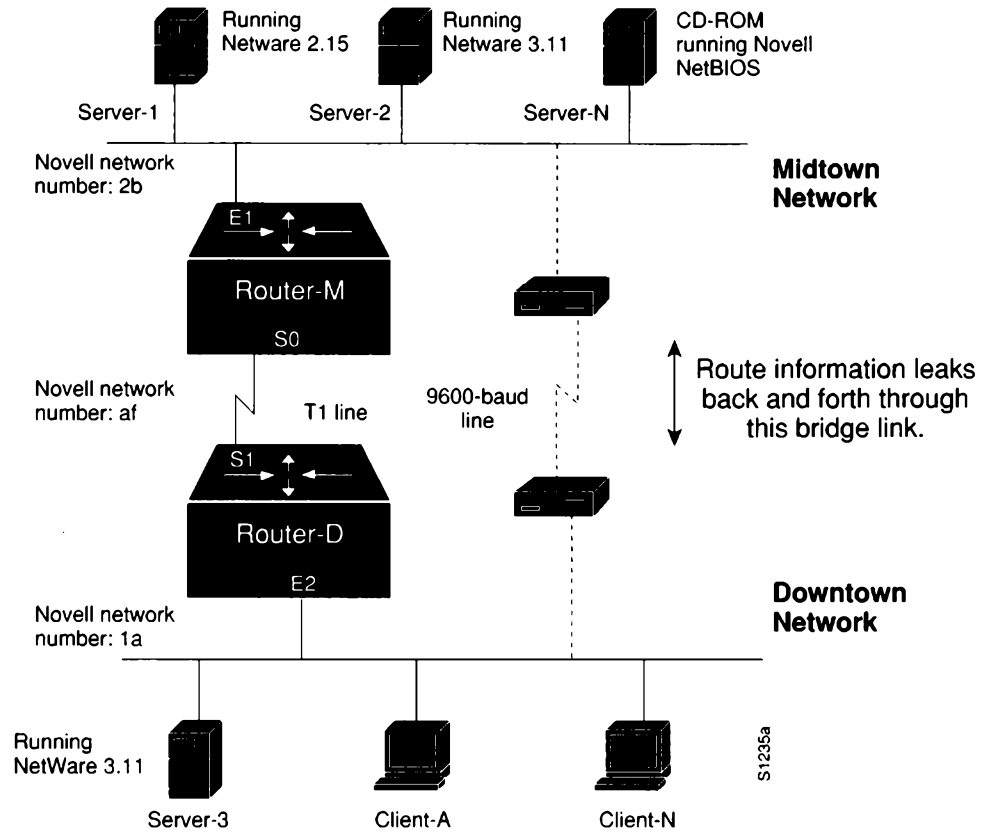 Running
Netware 2.15
Running
Netware 3.11
CD-ROM
running Novell
NetBIOS
Server-1
Server-2
Server-N
Novell network
number: 2b
Midtown
Network
E1
Router-M
S0
Novell network
number: af
T1 line
9600-baud
line
Route information leaks
back and forth through
this bridge link.
S1
Router-D
E2
Novell network
number: 1a
Downtown
Network
Running
NetWare 3.11
Server-3
Client-A
Client-N
S1235a